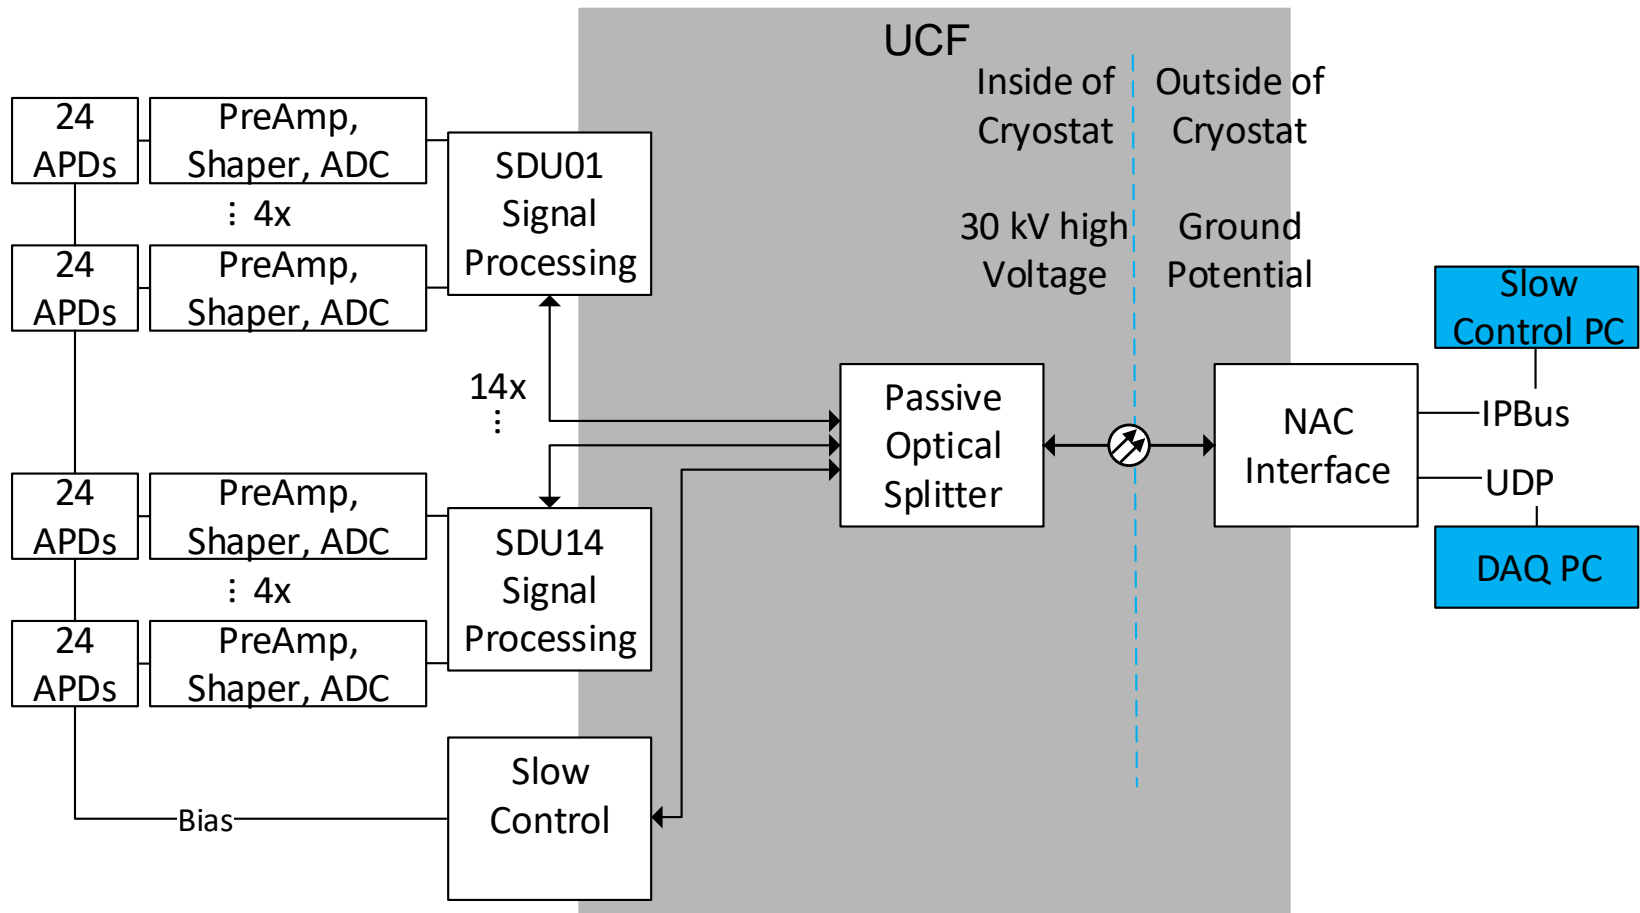 UCF
Inside of
Cryostat
Outside of
Cryostat
30 kV high
Voltage
Ground
Potential
24
APDs
PreAmp,
Shaper, ADC
⋮ 4x
24
APDs
PreAmp,
Shaper, ADC
SDU01
Signal
Processing
14x
⋮
24
APDs
PreAmp,
Shaper, ADC
⋮ 4x
24
APDs
PreAmp,
Shaper, ADC
SDU14
Signal
Processing
Bias
Slow
Control
Passive
Optical
Splitter
NAC
Interface
Slow
Control PC
IPBus
UDP
DAQ PC